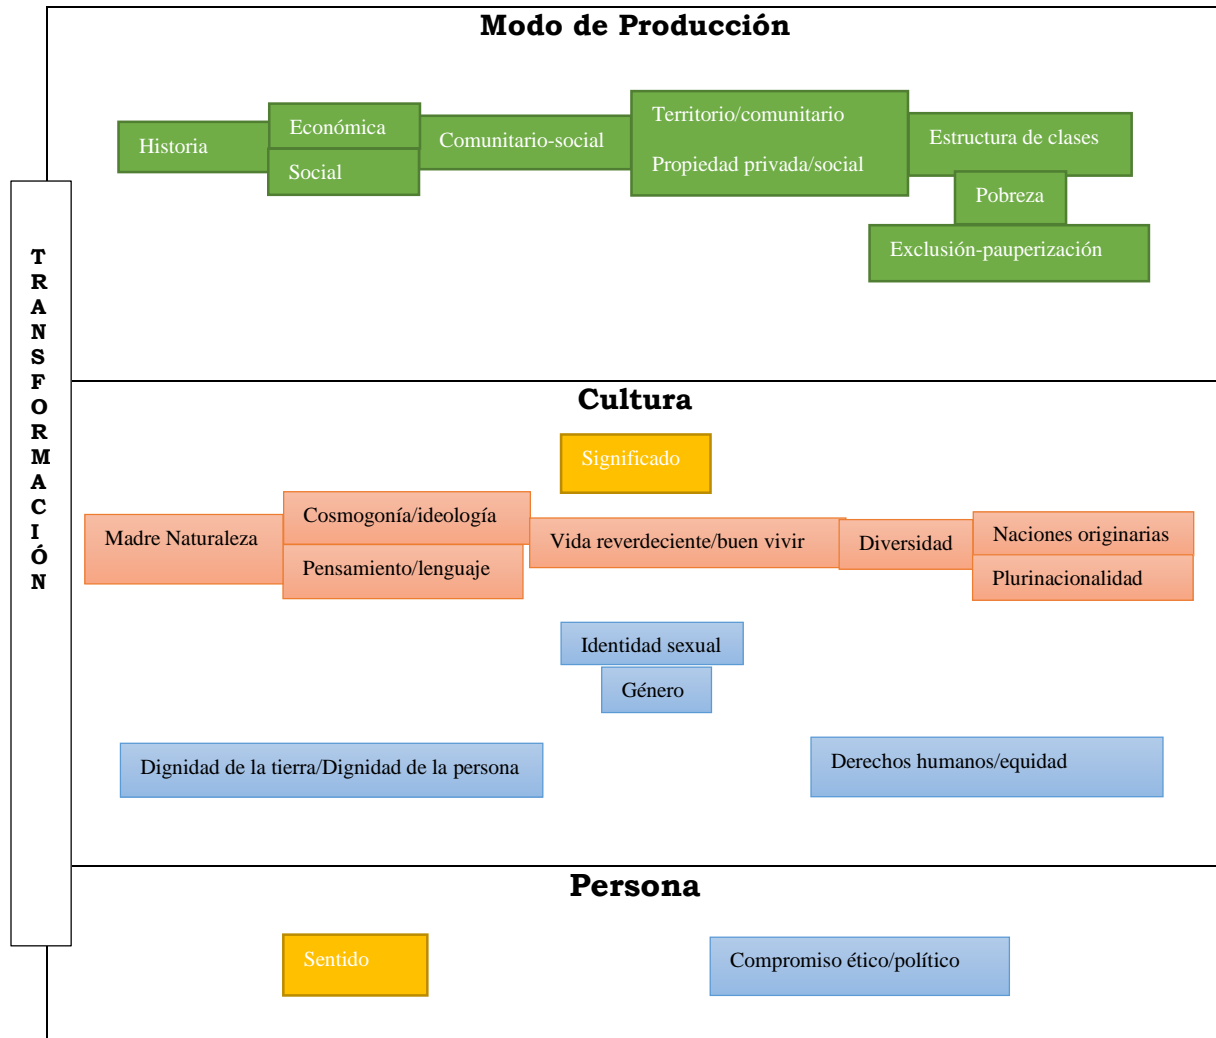 Modo de Producción
Historia
Económica
Social
Comunitario-social
Territorio/comunitario
Propiedad privada/social
Estructura de clases
Pobreza
Exclusión-pauperización
TRANSFORMACIÓN
Cultura
Significado
Madre Naturaleza
Cosmogonía/ideología
Pensamiento/lenguaje
Vida reverdeciente/buen vivir
Diversidad
Naciones originarias
Plurinacionalidad
Identidad sexual
Género
Dignidad de la tierra/Dignidad de la persona
Derechos humanos/equidad
Persona
Sentido
Compromiso ético/político